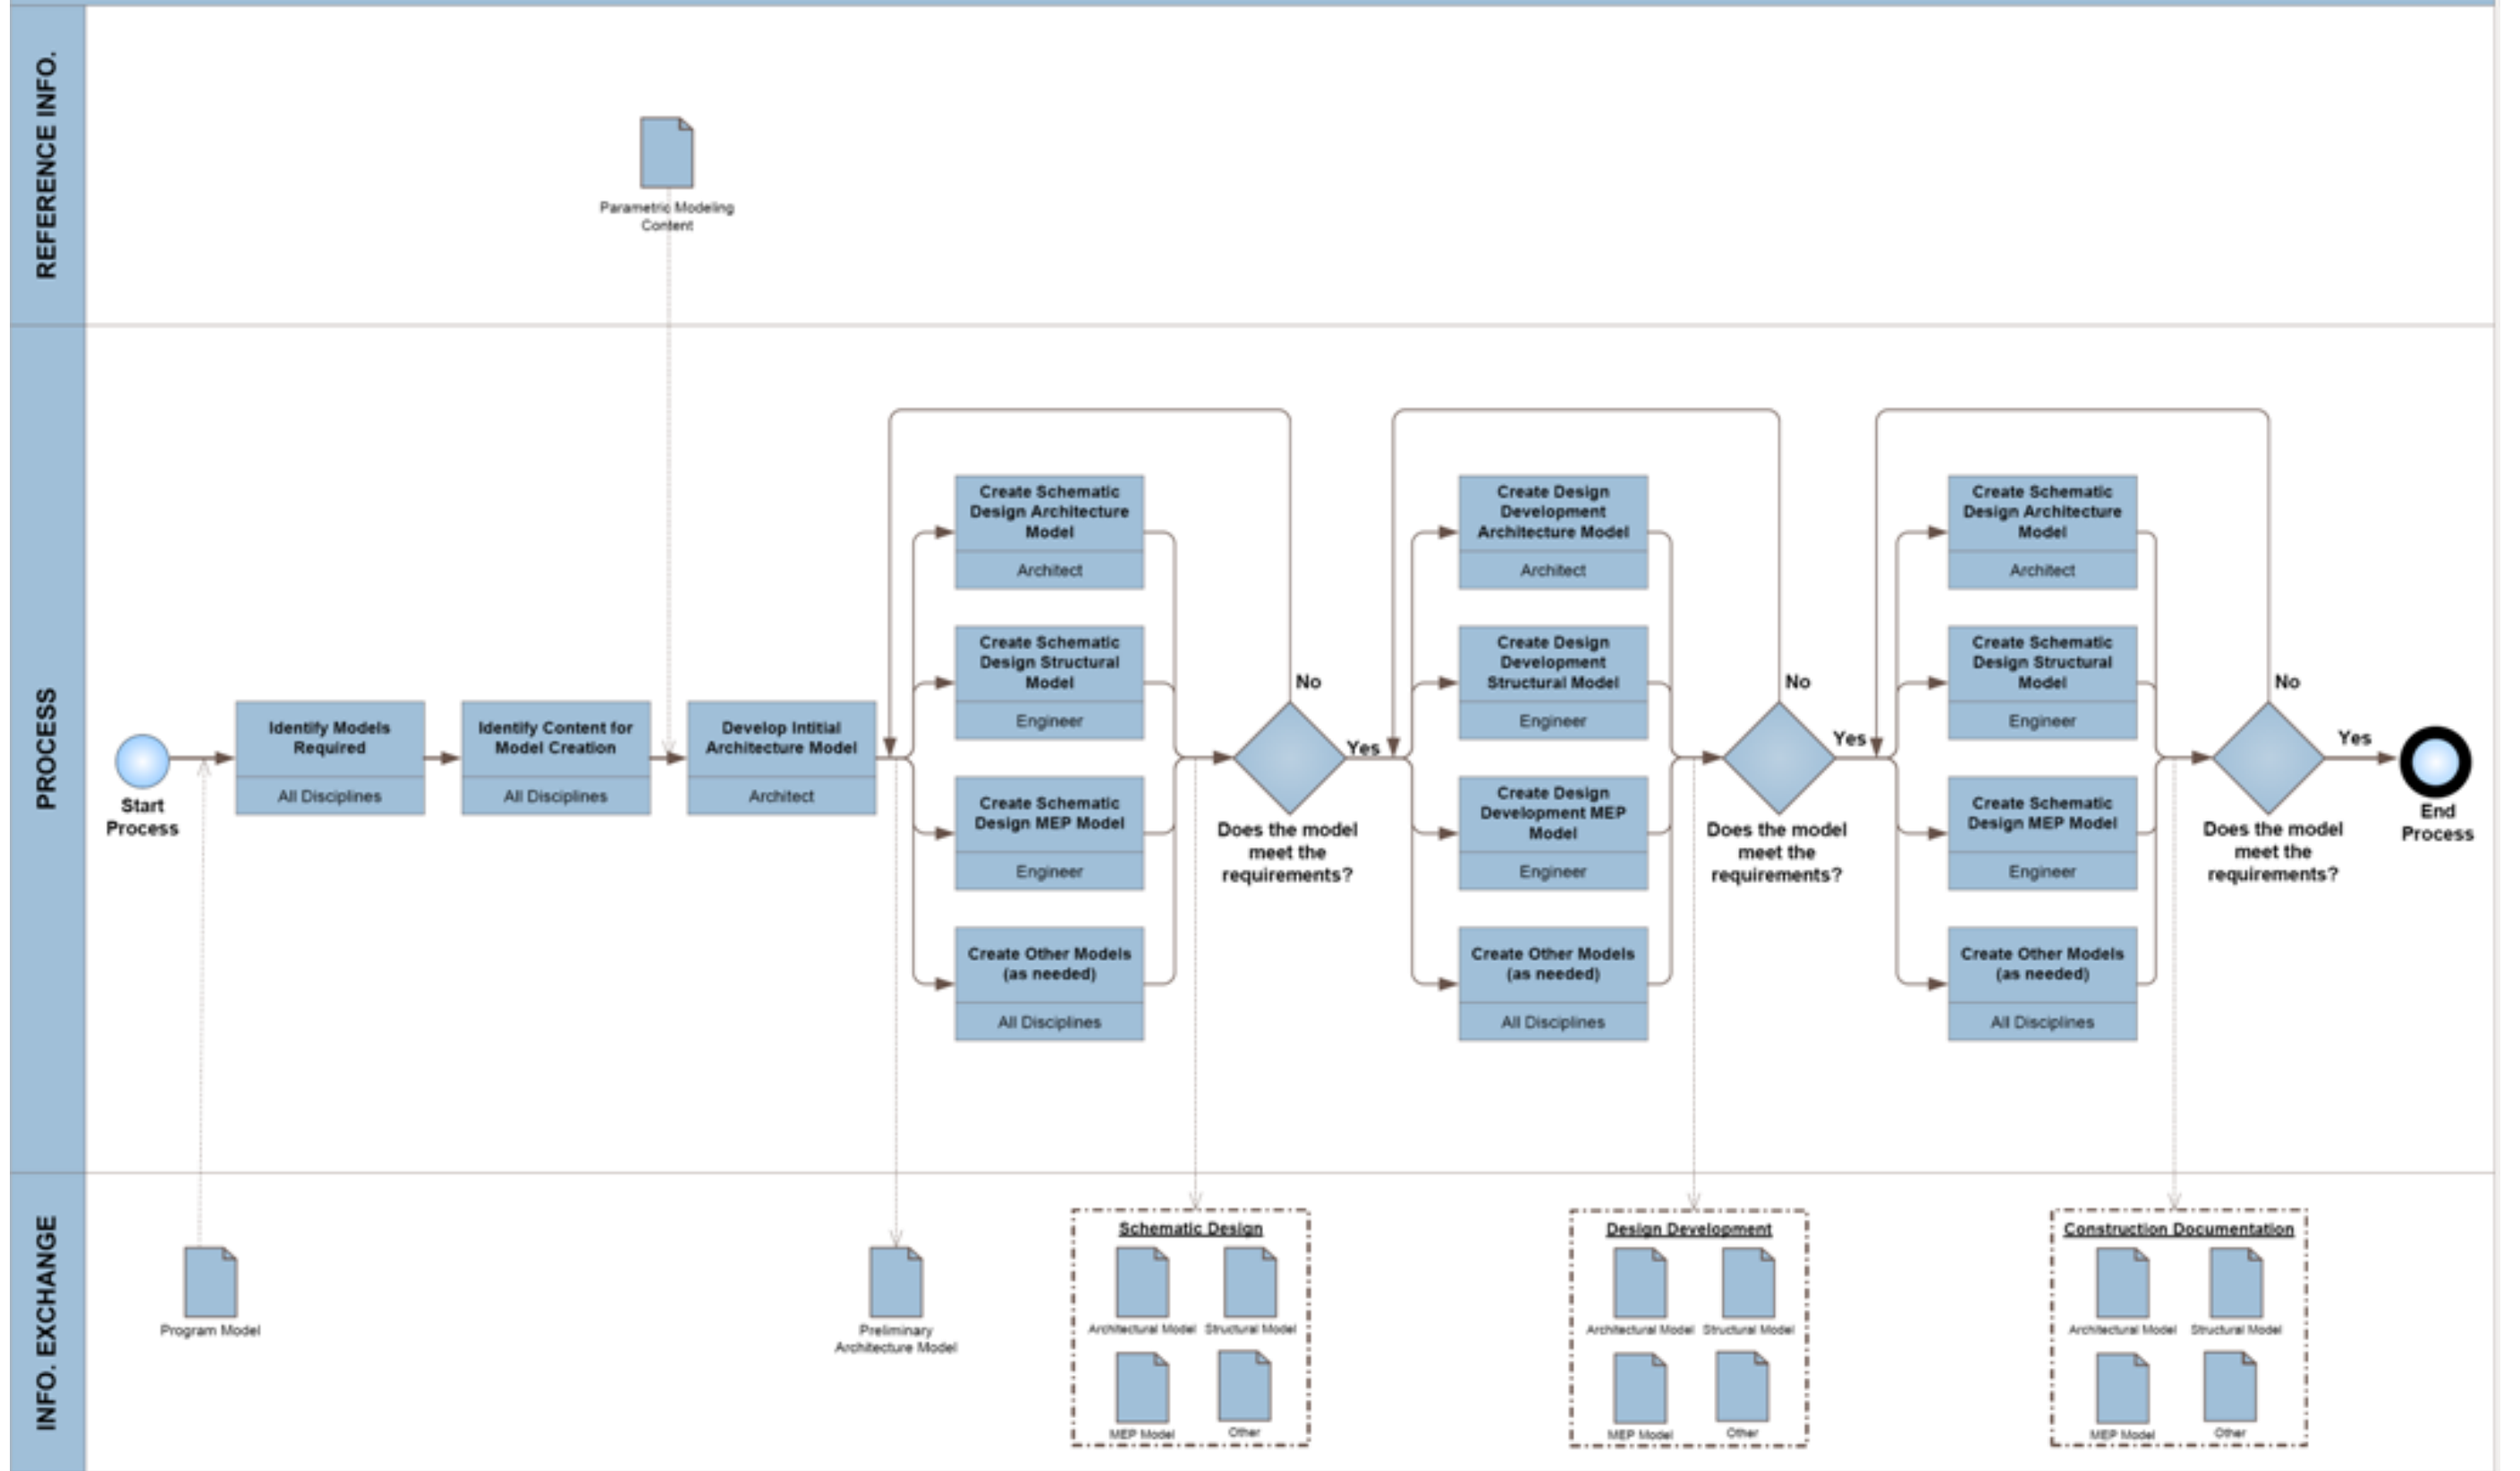 REFERENCE INFO.
Parametric Modeling
Content
PROCESS
Start
Process
Identify Models
Required
All Disciplines
Identify Content for
Model Creation
All Disciplines
Develop Intitial
Architecture Model
Architect
Create Schematic
Design Architecture
Model
Architect
Create Schematic
Design Structural
Model
Engineer
Create Schematic
Design MEP Model
Engineer
Create Other Models
(as needed)
All Disciplines
No
Yes
Does the model
meet the
requirements?
Create Design
Development
Architecture Model
Architect
Create Design
Development
Structural Model
Engineer
Create Design
Development MEP
Model
Engineer
Create Other Models
(as needed)
All Disciplines
No
Yes
Does the model
meet the
requirements?
Create Schematic
Design Architecture
Model
Architect
Create Schematic
Design Structural
Model
Engineer
Create Schematic
Design MEP Model
Engineer
Create Other Models
(as needed)
All Disciplines
No
Yes
Does the model
meet the
requirements?
End
Process
INFO. EXCHANGE
Program Model
Preliminary
Architecture Model
Schematic Design
Architectural Model
Structural Model
MEP Model
Other
Design Development
Architectural Model
Structural Model
MEP Model
Other
Construction Documentation
Architectural Model
Structural Model
MEP Model
Other